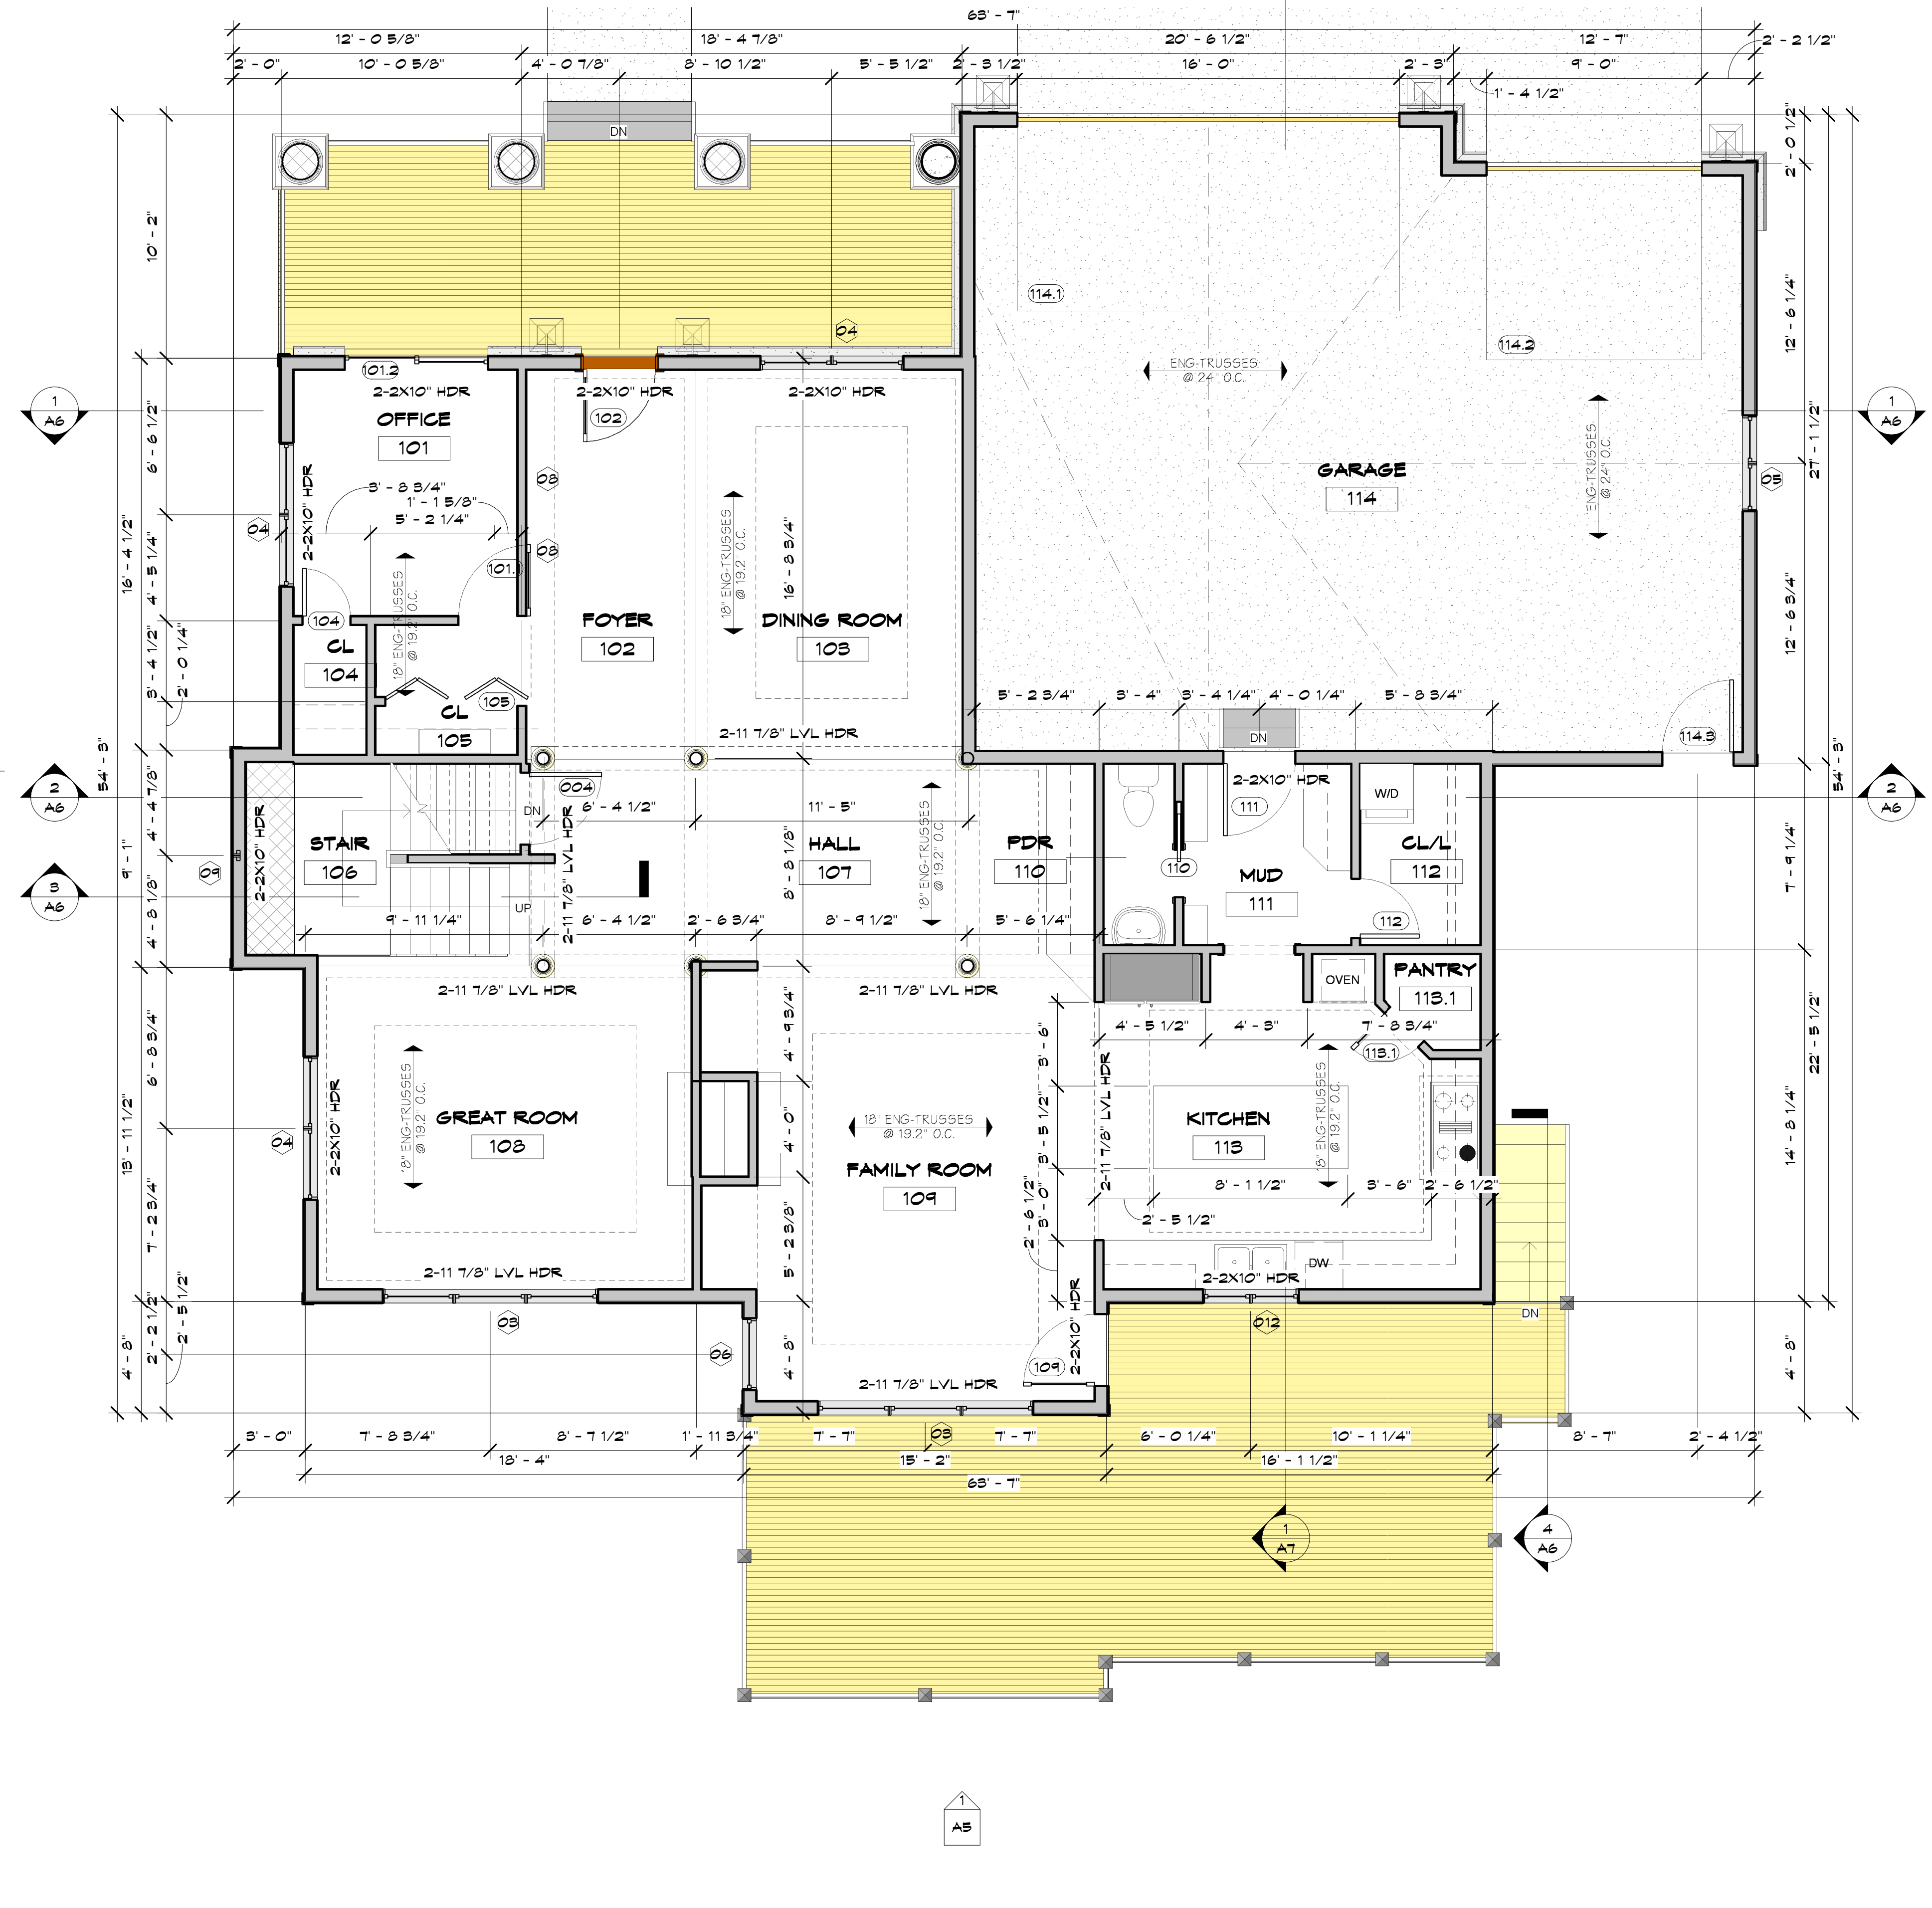 63' - 7"
12' - 0 5/8"
18' - 4 7/8"
20' - 6 1/2"
12' - 7"
2' - 2 1/2"
2' - 0"
10' - 0 5/8"
4' - 0 7/8"
8' - 10 1/2"
5' - 5 1/2"
2' - 3 1/2"
16' - 0"
2' - 3"
9' - 0"
1' - 4 1/2"
DN
10' - 2"
2' - 0 1/2"
12' - 6 1/4"
114.1
114.2
04
101.2
2-2X10" HDR
2-2X10" HDR
2-2X10" HDR
ENG-TRUSSES
@ 24" O.C.
1
A6
OFFICE
101
102
1
A6
6' - 6 1/2"
16' - 4 1/2"
27' - 1 1/2"
ENG-TRUSSES
@ 24" O.C.
GARAGE
114
05
08
3' - 8 3/4"
1' - 1 5/8"
5' - 2 1/4"
2-2X10" HDR
04
08
101.1
4' - 5 1/4"
18" ENG-TRUSSES
@ 19.2" O.C.
18" ENG-TRUSSES
@ 19.2" O.C.
16' - 8 3/4"
104
CL
104
FOYER
102
DINING ROOM
103
12' - 6 3/4"
3' - 4 1/2"
2' - 0 1/4"
105
CL
105
5' - 2 3/4"
3' - 4"
3' - 4 1/4"
4' - 0 1/4"
5' - 8 3/4"
2-11 7/8" LVL HDR
DN
114.3
54' - 3"
54' - 3"
2
A6
2
A6
004
2-2X10" HDR
111
W/D
DN
6' - 4 1/2"
11' - 5"
4' - 4 7/8"
9' - 1"
2-2X10" HDR
STAIR
106
2-11 7/8" LVL HDR
HALL
107
8' - 8 1/8"
18" ENG-TRUSSES
@ 19.2" O.C.
PDR
110
110
MUD
111
CL/L
112
112
7' - 9 1/4"
09
3
A6
4' - 8 1/8"
UP
9' - 11 1/4"
6' - 4 1/2"
2' - 6 3/4"
8' - 9 1/2"
5' - 6 1/4"
2-11 7/8" LVL HDR
2-11 7/8" LVL HDR
OVEN
PANTRY
113.1
4' - 5 1/2"
4' - 3"
7' - 8 3/4"
113.1
6' - 8 3/4"
4' - 9 3/4"
3' - 6"
22' - 5 1/2"
18" ENG-TRUSSES
@ 19.2" O.C.
2-2X10" HDR
GREAT ROOM
108
04
13' - 11 1/2"
4' - 0"
18" ENG-TRUSSES
@ 19.2" O.C.
FAMILY ROOM
109
3' - 5 1/2"
2-11 7/8" LVL HDR
KITCHEN
113
18" ENG-TRUSSES
@ 19.2" O.C.
14' - 8 1/4"
8' - 1 1/2"
3' - 6"
2' - 6 1/2"
2' - 5 1/2"
3' - 0"
2' - 6 1/2"
7' - 2 3/4"
5' - 2 3/8"
2-11 7/8" LVL HDR
DW
2-2X10" HDR
DN
2' - 5 1/2"
03
012
2-2X10" HDR
06
109
2-11 7/8" LVL HDR
4' - 8"
2' - 2 1/2"
4' - 8"
4' - 8"
3' - 0"
7' - 8 3/4"
8' - 7 1/2"
1' - 11 3/4"
7' - 7"
03
7' - 7"
6' - 0 1/4"
10' - 1 1/4"
8' - 7"
2' - 4 1/2"
18' - 4"
15' - 2"
16' - 1 1/2"
63' - 7"
1
A7
4
A6
1
A5